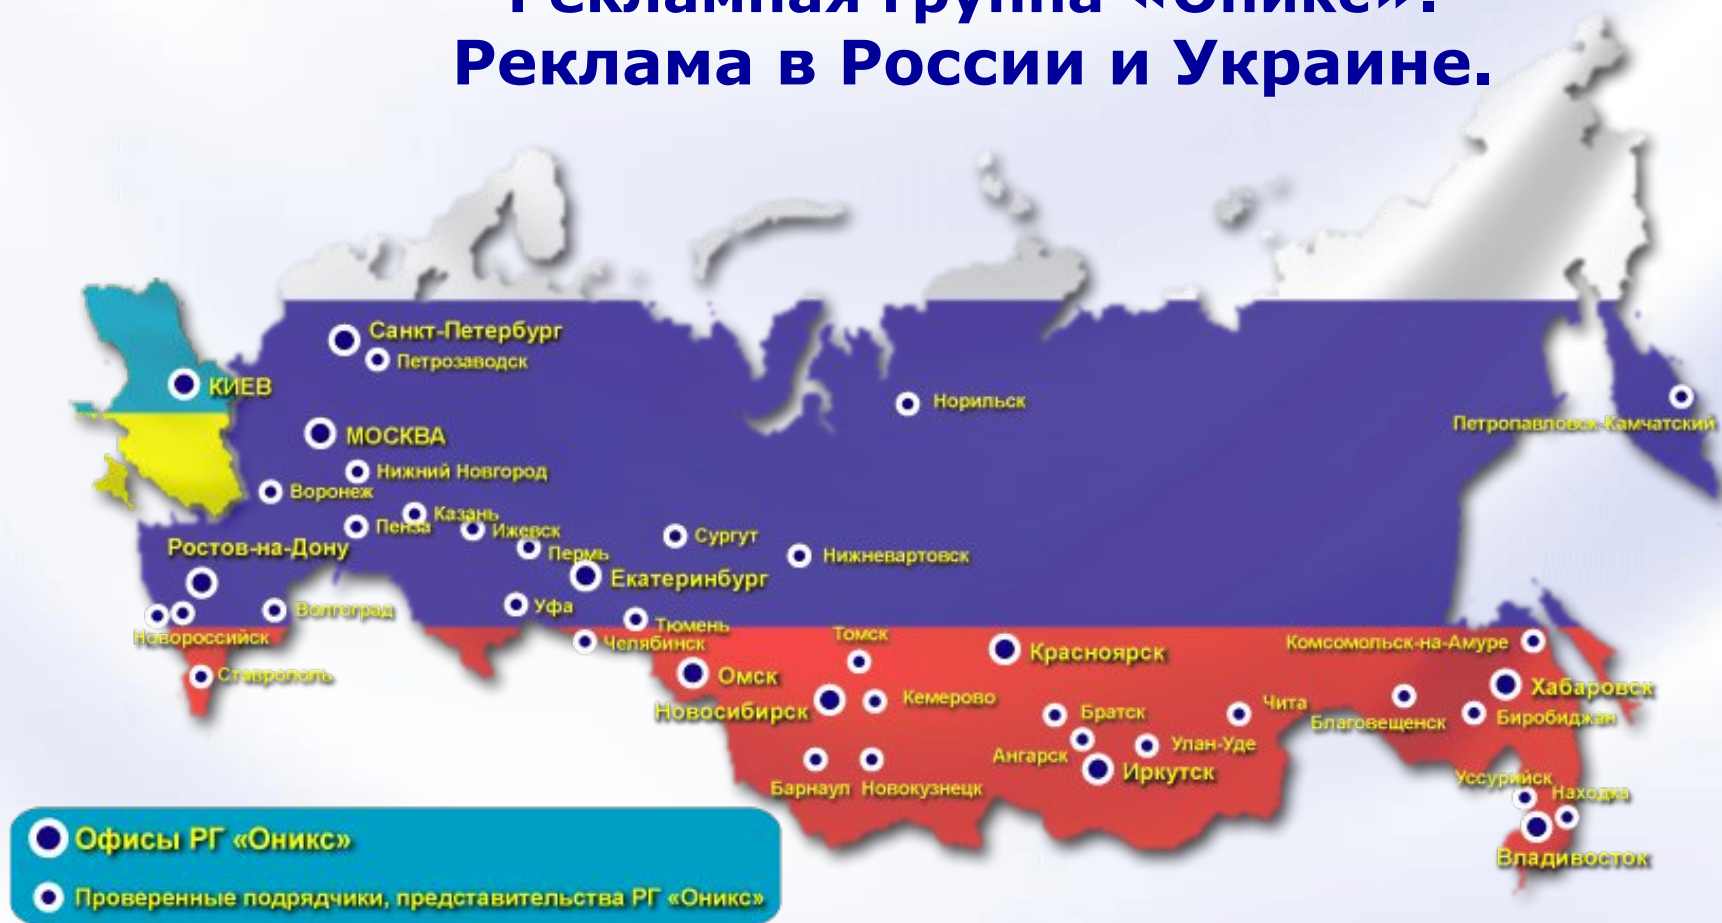 Рекламная группа «Оникс».
Реклама в России и Украине.
Санкт-Петербург
Петрозаводск
КИЕВ
Норильск
Петропавловск-Камчатский
МОСКВА
Нижний Новгород
Воронеж
Казань
Пенза
Ижевск
Сургут
Ростов-на-Дону
Пермь
Нижневартовск
Екатеринбург
Уфа
Волгоград
Тюмень
Новороссийск
Челябинск
Томск
Комсомольск-на-Амуре
Красноярск
Ставрополь
Омск
Хабаровск
Кемерово
Новосибирск
Братск
Чита
Благовещенск
Биробиджан
Ангарск
Улан-Уде
Иркутск
Уссурийск
Барнаул
Новокузнецк
Находка
Владивосток
Офисы РГ «Оникс»
Проверенные подрядчики, представительства РГ «Оникс»